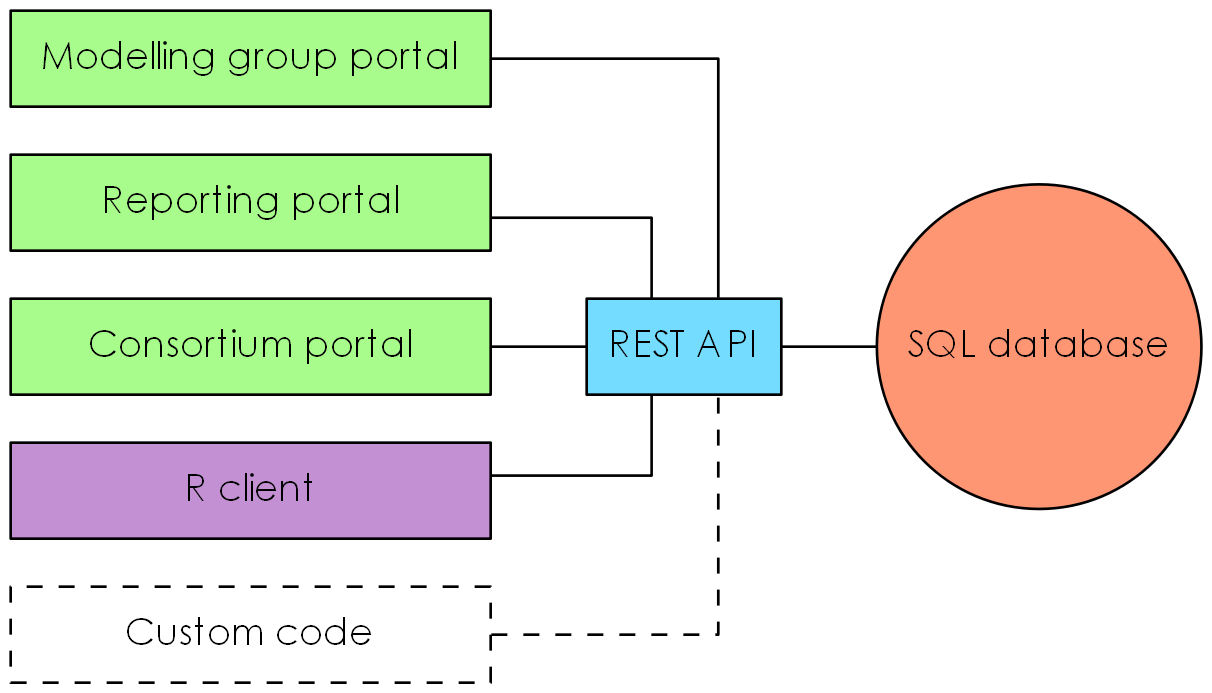 Modelling group portal
Reporting portal
Consortium portal
REST API
SQL database
R client
Custom code